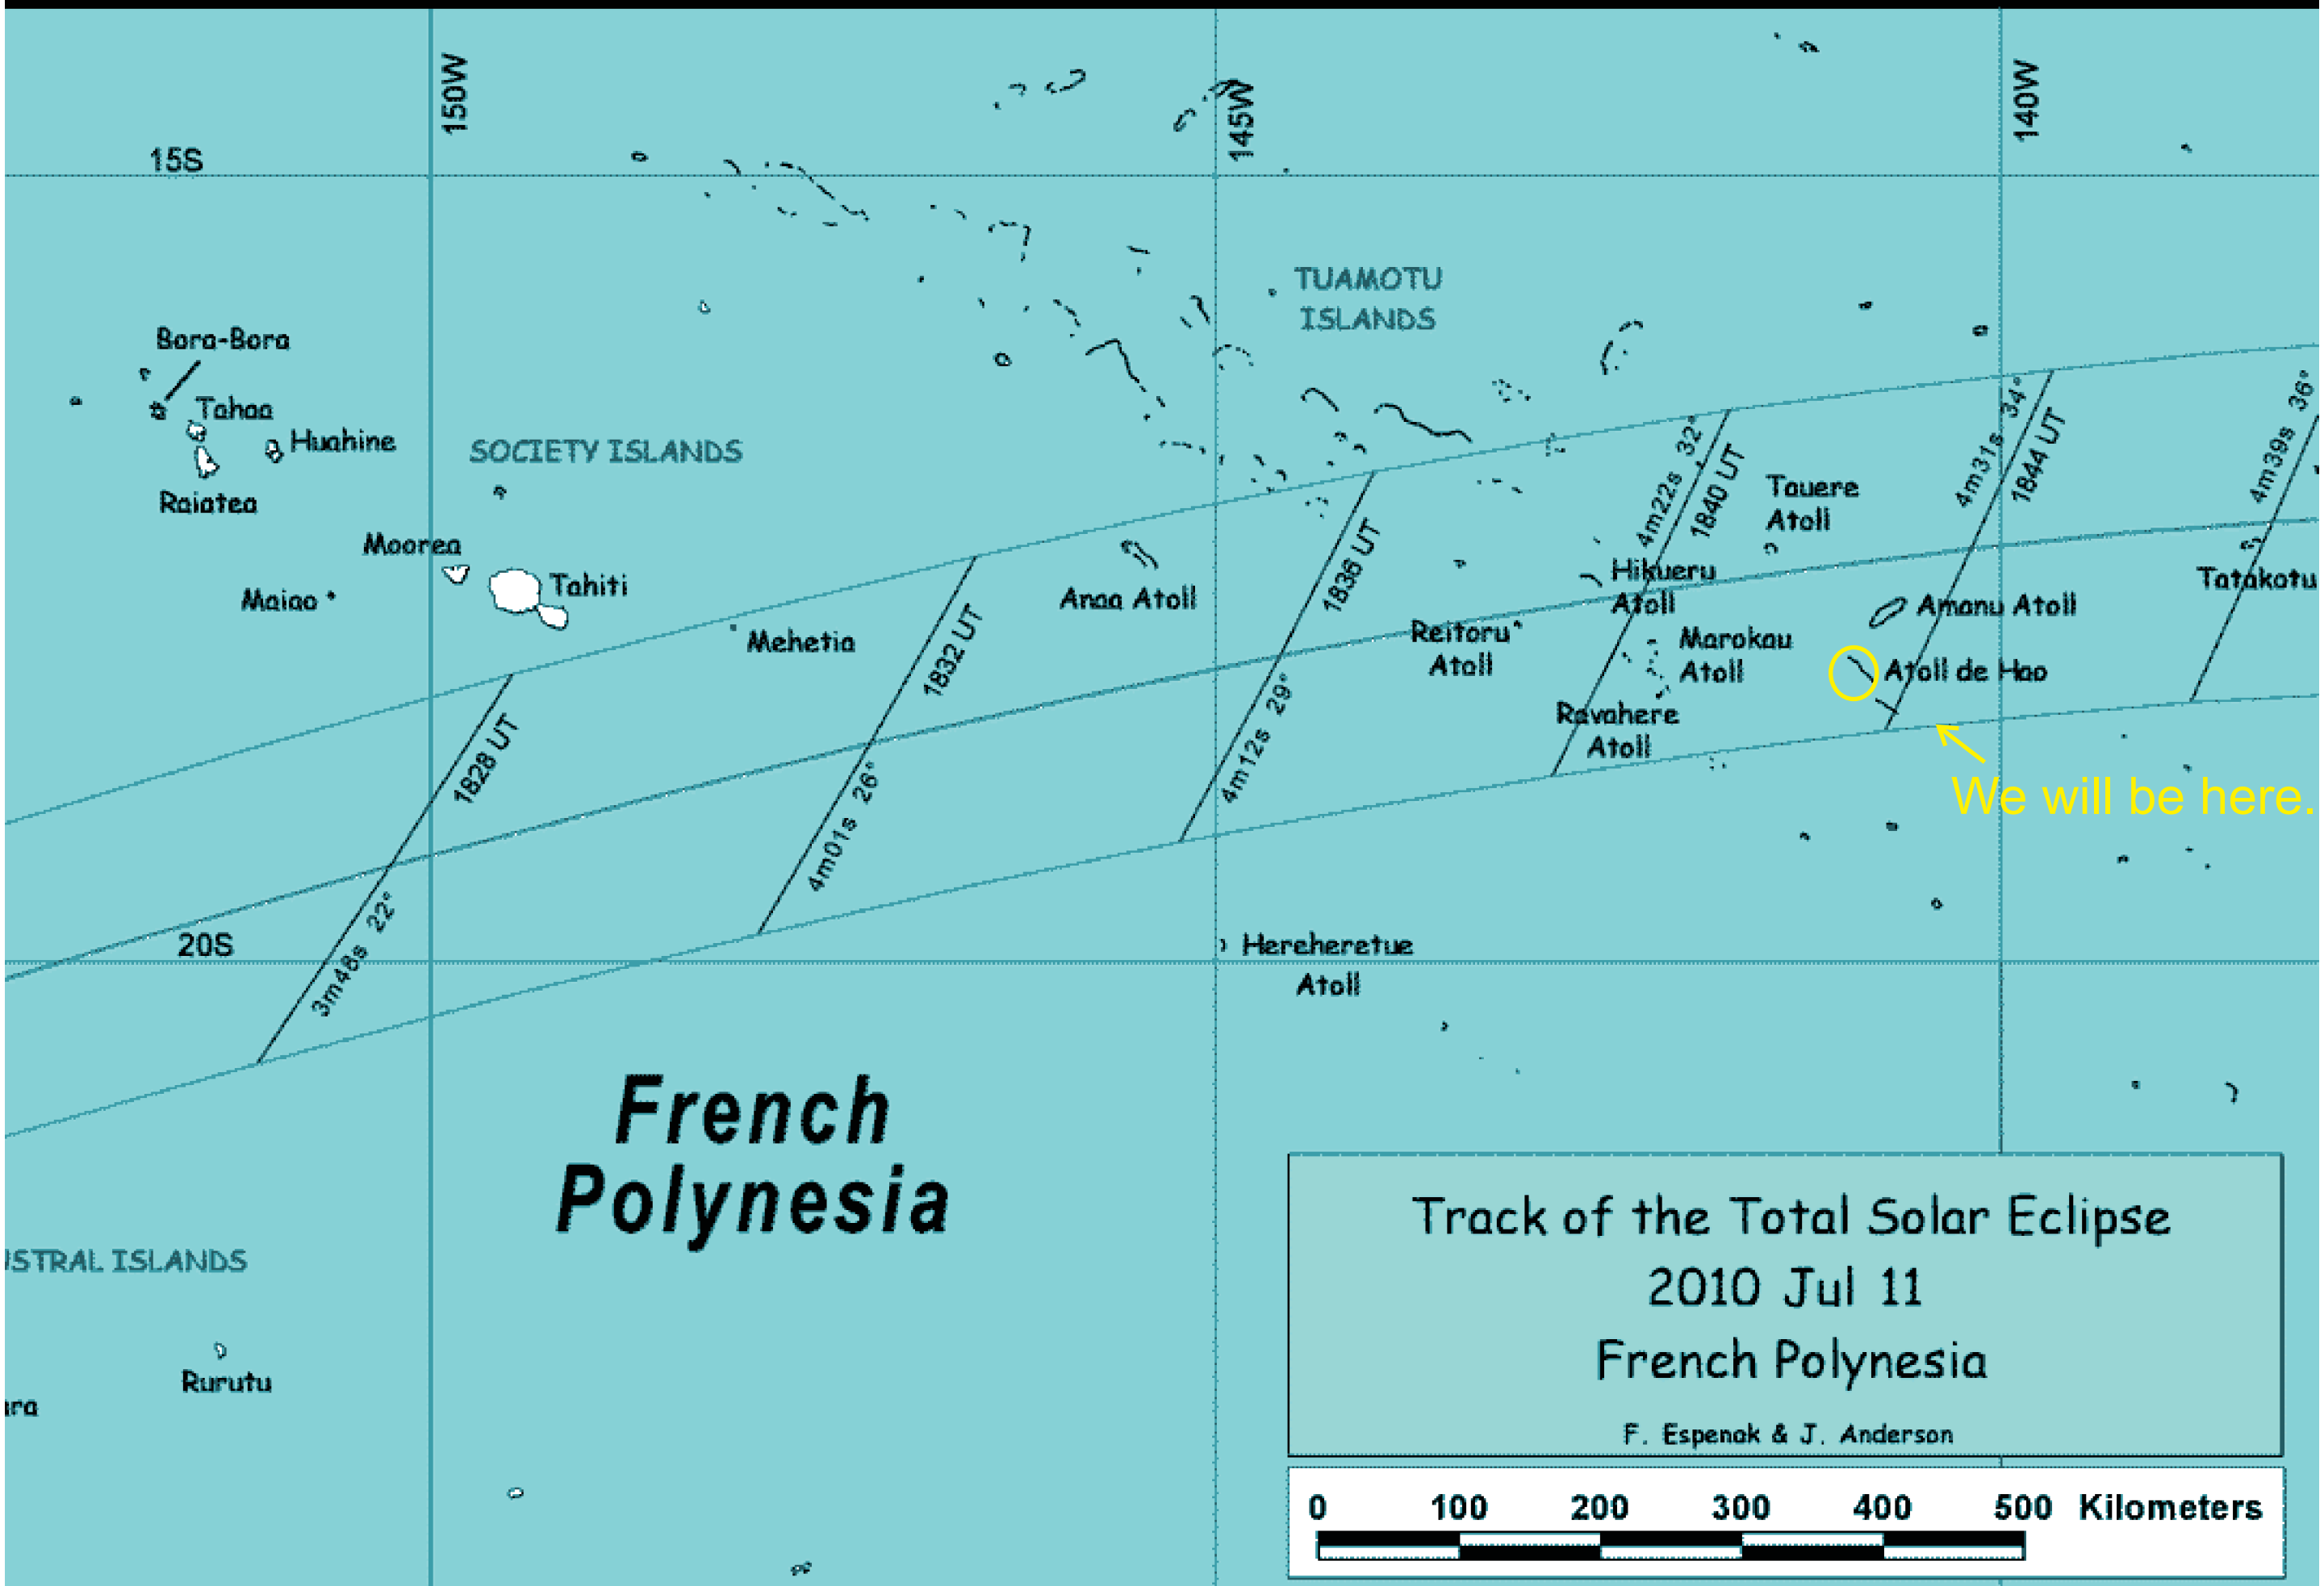 150W
145W
140W
15S
TUAMOTU
ISLANDS
Bora-Bora
Tahaa
Huahine
Raiatea
SOCIETY ISLANDS
Moorea
Maiao
Tahiti
Mehetia
Anaa Atoll
Reitoru
Atoll
Hikueru
Atoll
Tauere
Atoll
Marokau
Atoll
Ravahere
Atoll
Amanu Atoll
Atoll de Hao
Tatakotu
We will be here.
1828 UT
3m48s 22°
1832 UT
4m01s 26°
1836 UT
4m12s 29°
4m22s 32°
1840 UT
4m31s 34°
1844 UT
4m39s 36°
20S
Hereheretue
Atoll
French
Polynesia
USTRAL ISLANDS
Rurutu
ara
Track of the Total Solar Eclipse
2010 Jul 11
French Polynesia
F. Espenak & J. Anderson
0 100 200 300 400 500 Kilometers